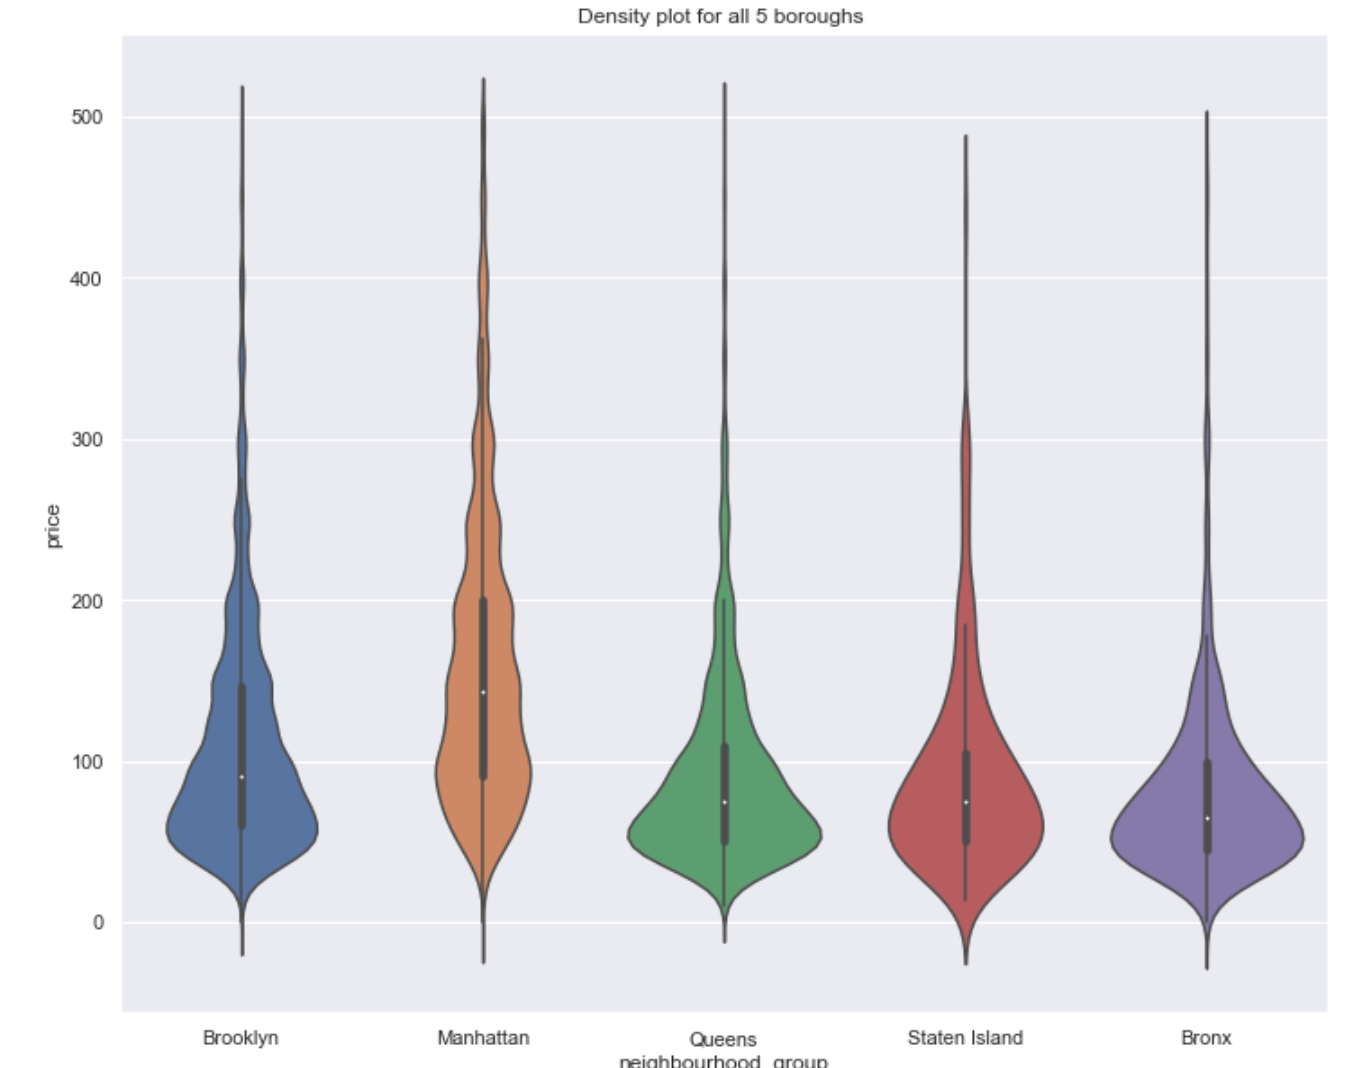 Density plot for all 5 boroughs
500
400
300
200
100
0
price
Brooklyn Manhattan Queens Staten Island Bronx
neighbourhood_group